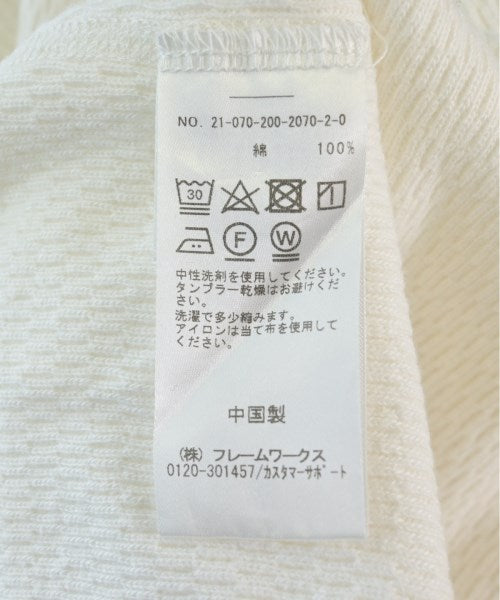 NO. 21-070-200-2070-2-0
綿 100%
30
F W
中性洗剤を使用してください。
タンブラー乾燥はお避けくだ
さい。
洗濯で多少縮みます。
アイロンは当て布を使用して
ください。
中国製
(株) フレームワークス
0120-301457/カスタマーサポート